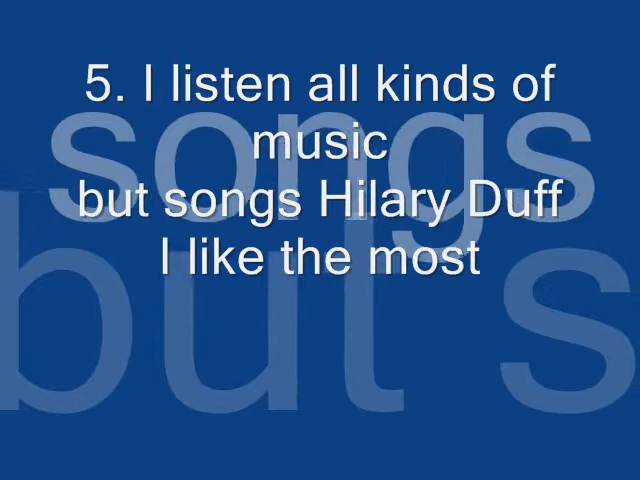 5. I listen all kinds of
music
but songs Hilary Duff
I like the most
songs
but s